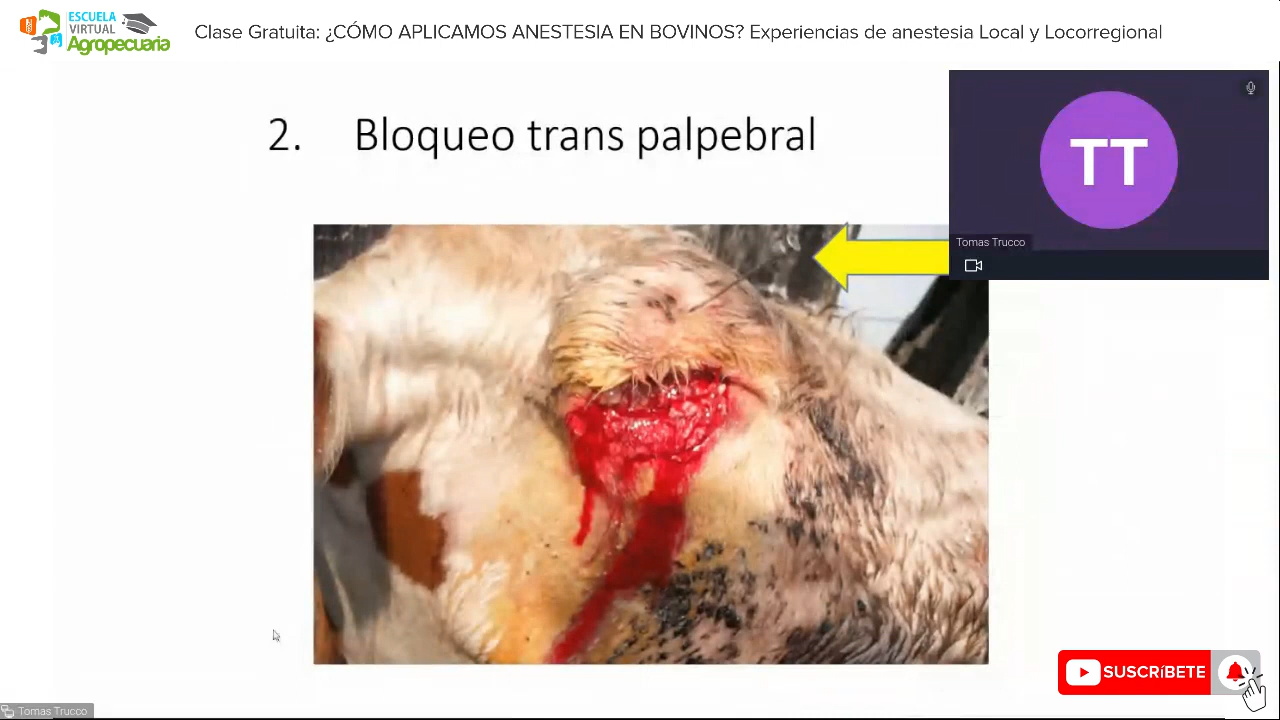 ESCUELA
VIRTUAL
Agropecuaria
Clase Gratuita: ¿CÓMO APLICAMOS ANESTESIA EN BOVINOS? Experiencias de anestesia Local y Locorregional
2. Bloqueo trans palpebral
TT
Tomas Trucco
SUSCRíBETE
Tomas Trucco